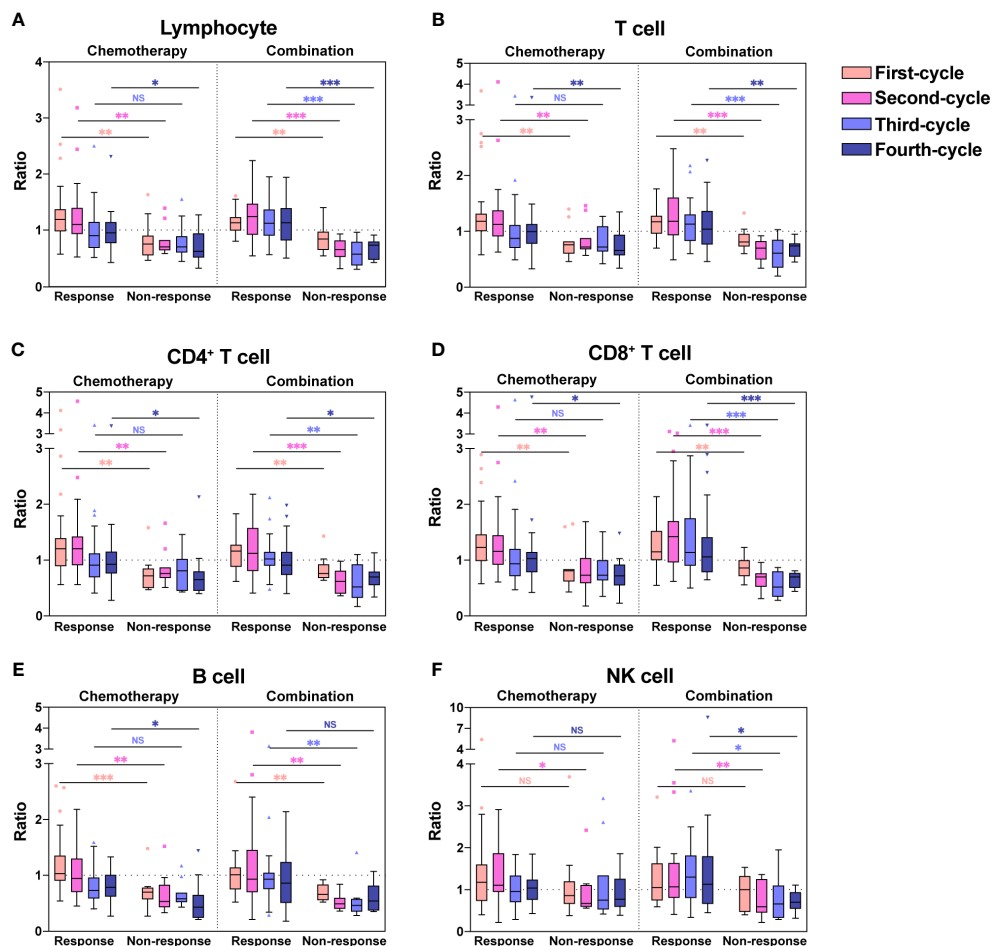 A
Lymphocyte
Chemotherapy Combination
4
3
2
1
0
Ratio
* ***
NS ***
** ***
** **
Response Non-response Response Non-response
B
T cell
Chemotherapy Combination
5
4
3
3
2
1
0
Ratio
** **
NS ***
** ***
** **
Response Non-response Response Non-response
First-cycle
Second-cycle
Third-cycle
Fourth-cycle
C
CD4+ T cell
Chemotherapy Combination
5
4
3
3
2
1
0
Ratio
* *
NS **
** ***
** **
Response Non-response Response Non-response
D
CD8+ T cell
Chemotherapy Combination
5
4
3
3
2
1
0
Ratio
* ***
NS ***
** ***
** **
Response Non-response Response Non-response
E
B cell
Chemotherapy Combination
5
4
3
3
2
1
0
Ratio
* NS
NS **
** **
*** **
Response Non-response Response Non-response
F
NK cell
Chemotherapy Combination
10
8
6
4
4
3
2
1
0
Ratio
NS *
NS *
* **
NS NS
Response Non-response Response Non-response